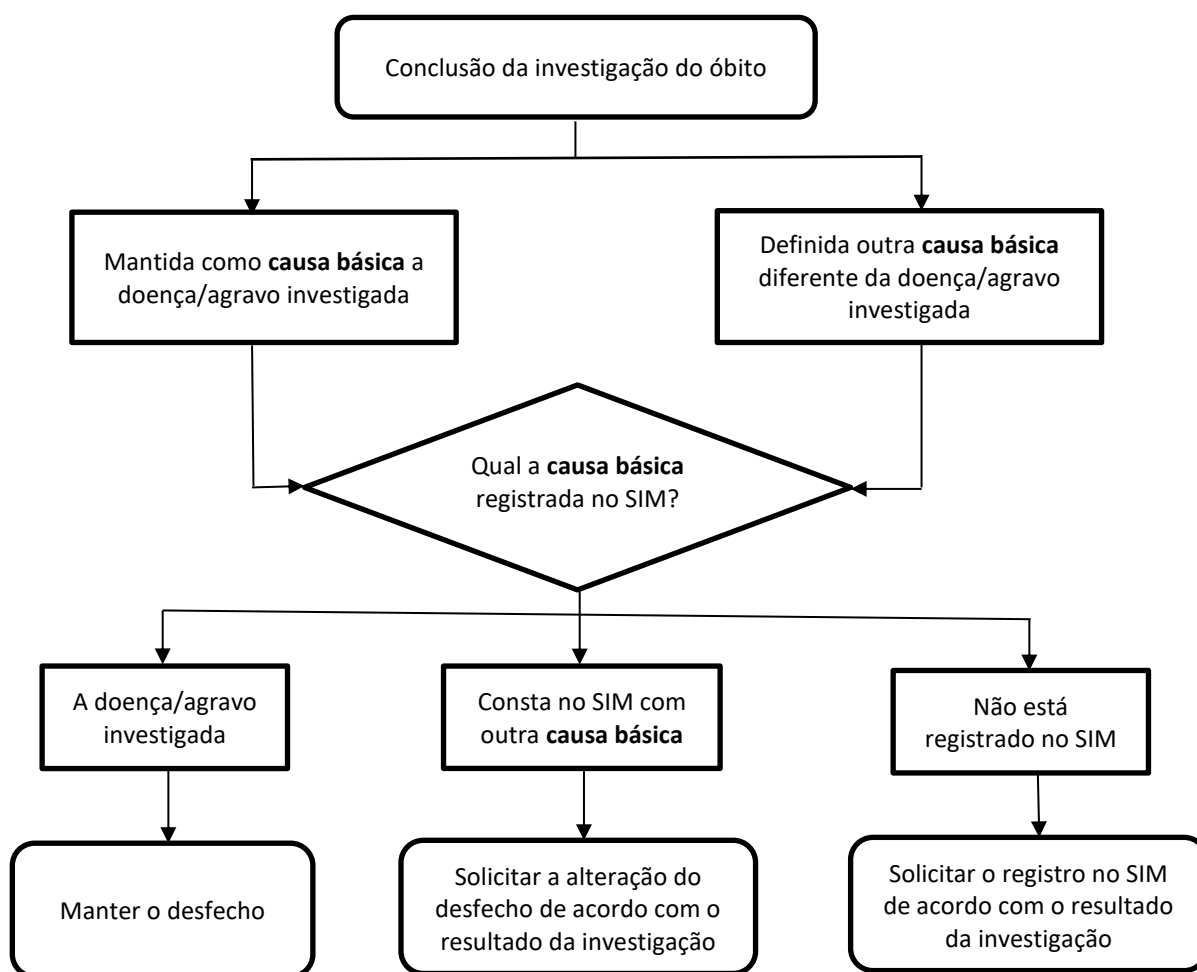 Conclusão da investigação do óbito
Mantida como causa básica a
doença/agravo investigada
Definida outra causa básica
diferente da doença/agravo
investigada
Qual a causa básica
registrada no SIM?
A doença/agravo
investigada
Consta no SIM com
outra causa básica
Não está
registrado no SIM
Manter o desfecho
Solicitar a alteração do
desfecho de acordo com o
resultado da investigação
Solicitar o registro no SIM
de acordo com o resultado
da investigação